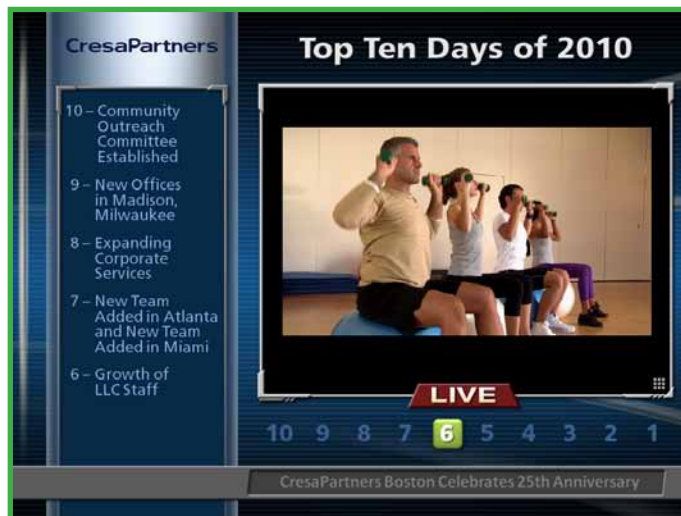 CresaPartners
Top Ten Days of 2010
10 – Community
Outreach
Committee
Established
9 – New Offices
in Madison,
Milwaukee
8 – Expanding
Corporate
Services
7 – New Team
Added in Atlanta
and New Team
Added in Miami
6 – Growth of
LLC Staff
LIVE
10 9 8 7 6 5 4 3 2 1
CresaPartners Boston Celebrates 25th Anniversary